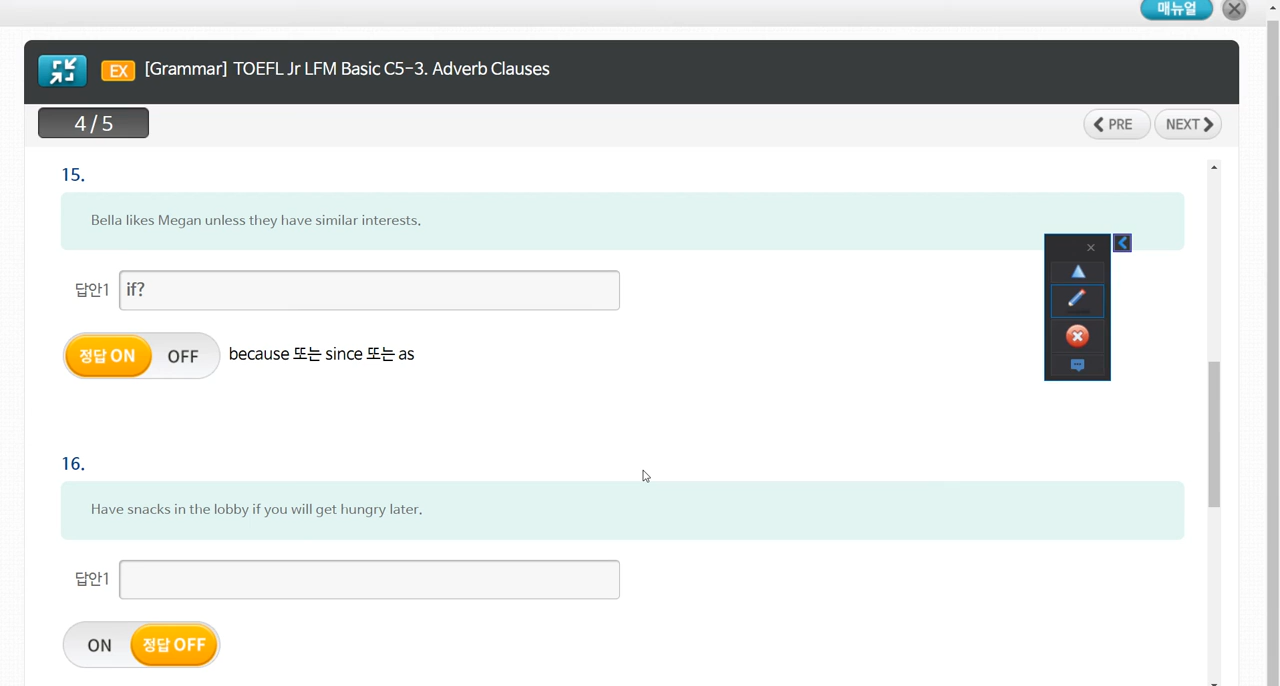 매뉴얼
EX [Grammar] TOEFL Jr LFM Basic C5-3. Adverb Clauses
4 / 5
PRE
NEXT
15.
Bella likes Megan unless they have similar interests.
답안1
if?
정답 ON
OFF
because 또는 since 또는 as
16.
Have snacks in the lobby if you will get hungry later.
답안1
ON
정답 OFF